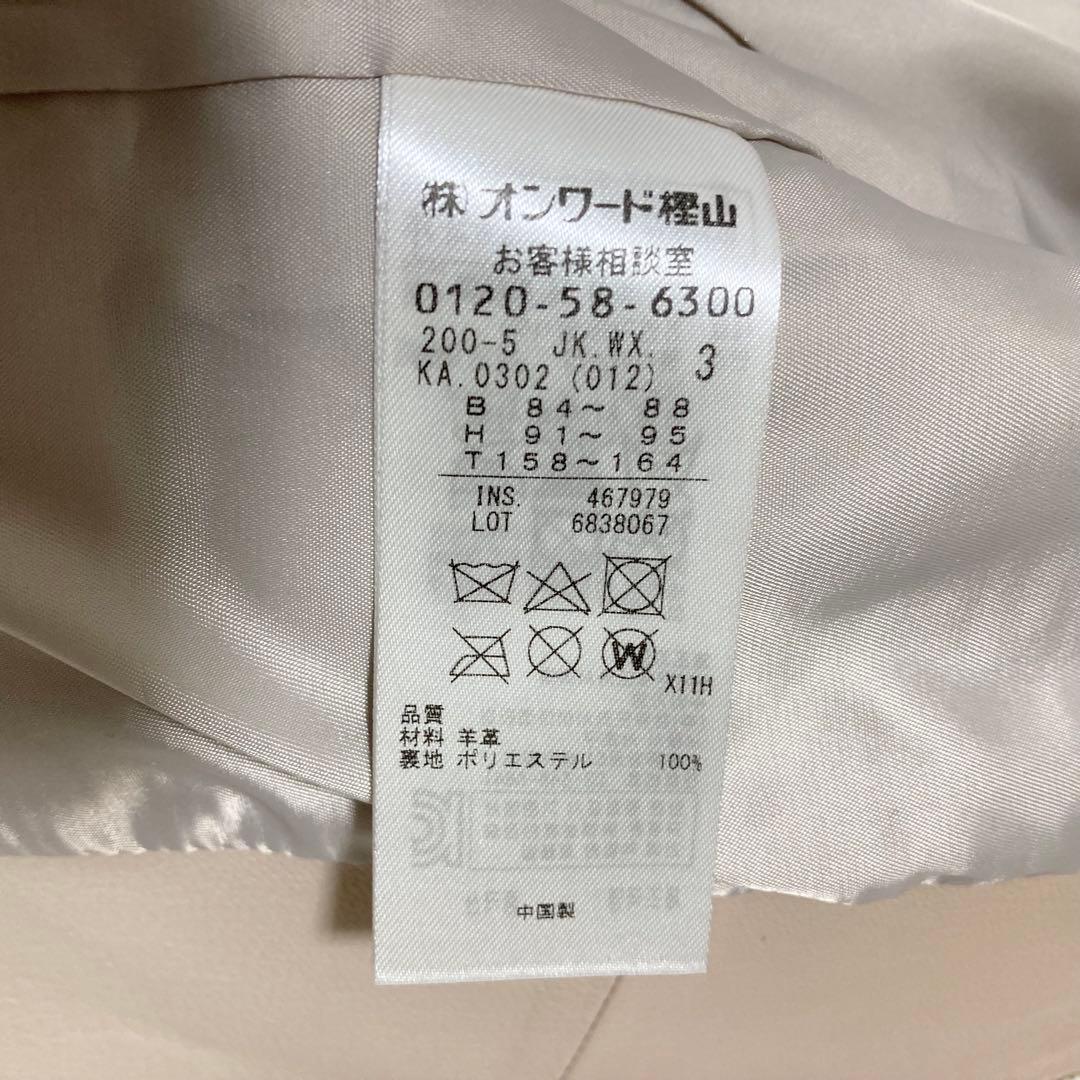 ㈱オンワード樫山
お客様相談室
0120-58-6300
200-5 JK.WX. 3
KA.0302 (012)
B 84～ 88
H 91～ 95
T158～164
INS. 467979
LOT 6838067
W
X11H
品質
材料 羊革
裏地 ポリエステル 100%
中国製